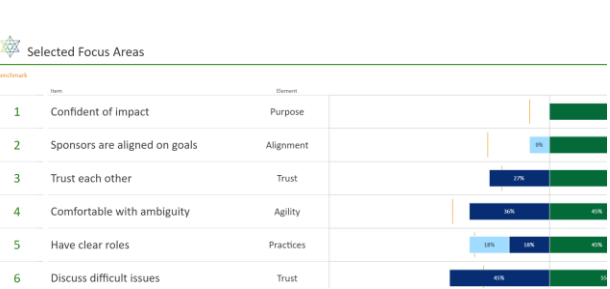 Selected Focus Areas
Item Element
1 Confident of impact Purpose
2 Sponsors are aligned on goals Alignment 9%
3 Trust each other Trust 27%
4 Comfortable with ambiguity Agility 36% 45%
5 Have clear roles Practices 18% 18% 45%
6 Discuss difficult issues Trust 45%